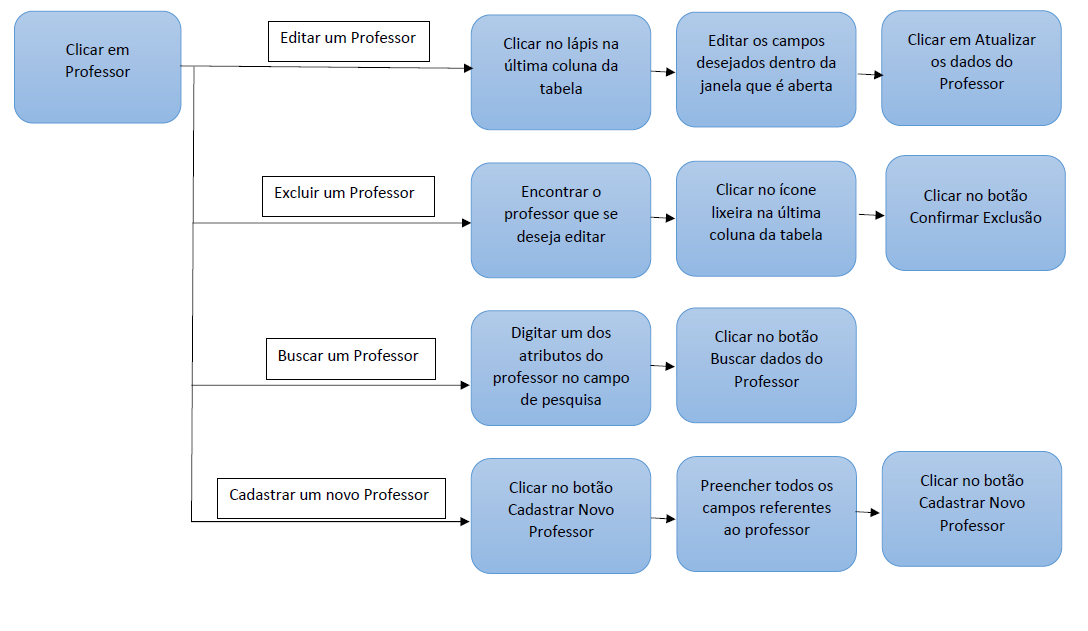 Clicar em
Professor
Editar um Professor
Clicar no lápis na
última coluna da
tabela
Editar os campos
desejados dentro da
janela que é aberta
Clicar em Atualizar
os dados do
Professor
Excluir um Professor
Encontrar o
professor que se
deseja editar
Clicar no ícone
lixeira na última
coluna da tabela
Clicar no botão
Confirmar Exclusão
Buscar um Professor
Digitar um dos
atributos do
professor no campo
de pesquisa
Clicar no botão
Buscar dados do
Professor
Cadastrar um novo Professor
Clicar no botão
Cadastrar Novo
Professor
Preencher todos os
campos referentes
ao professor
Clicar no botão
Cadastrar Novo
Professor